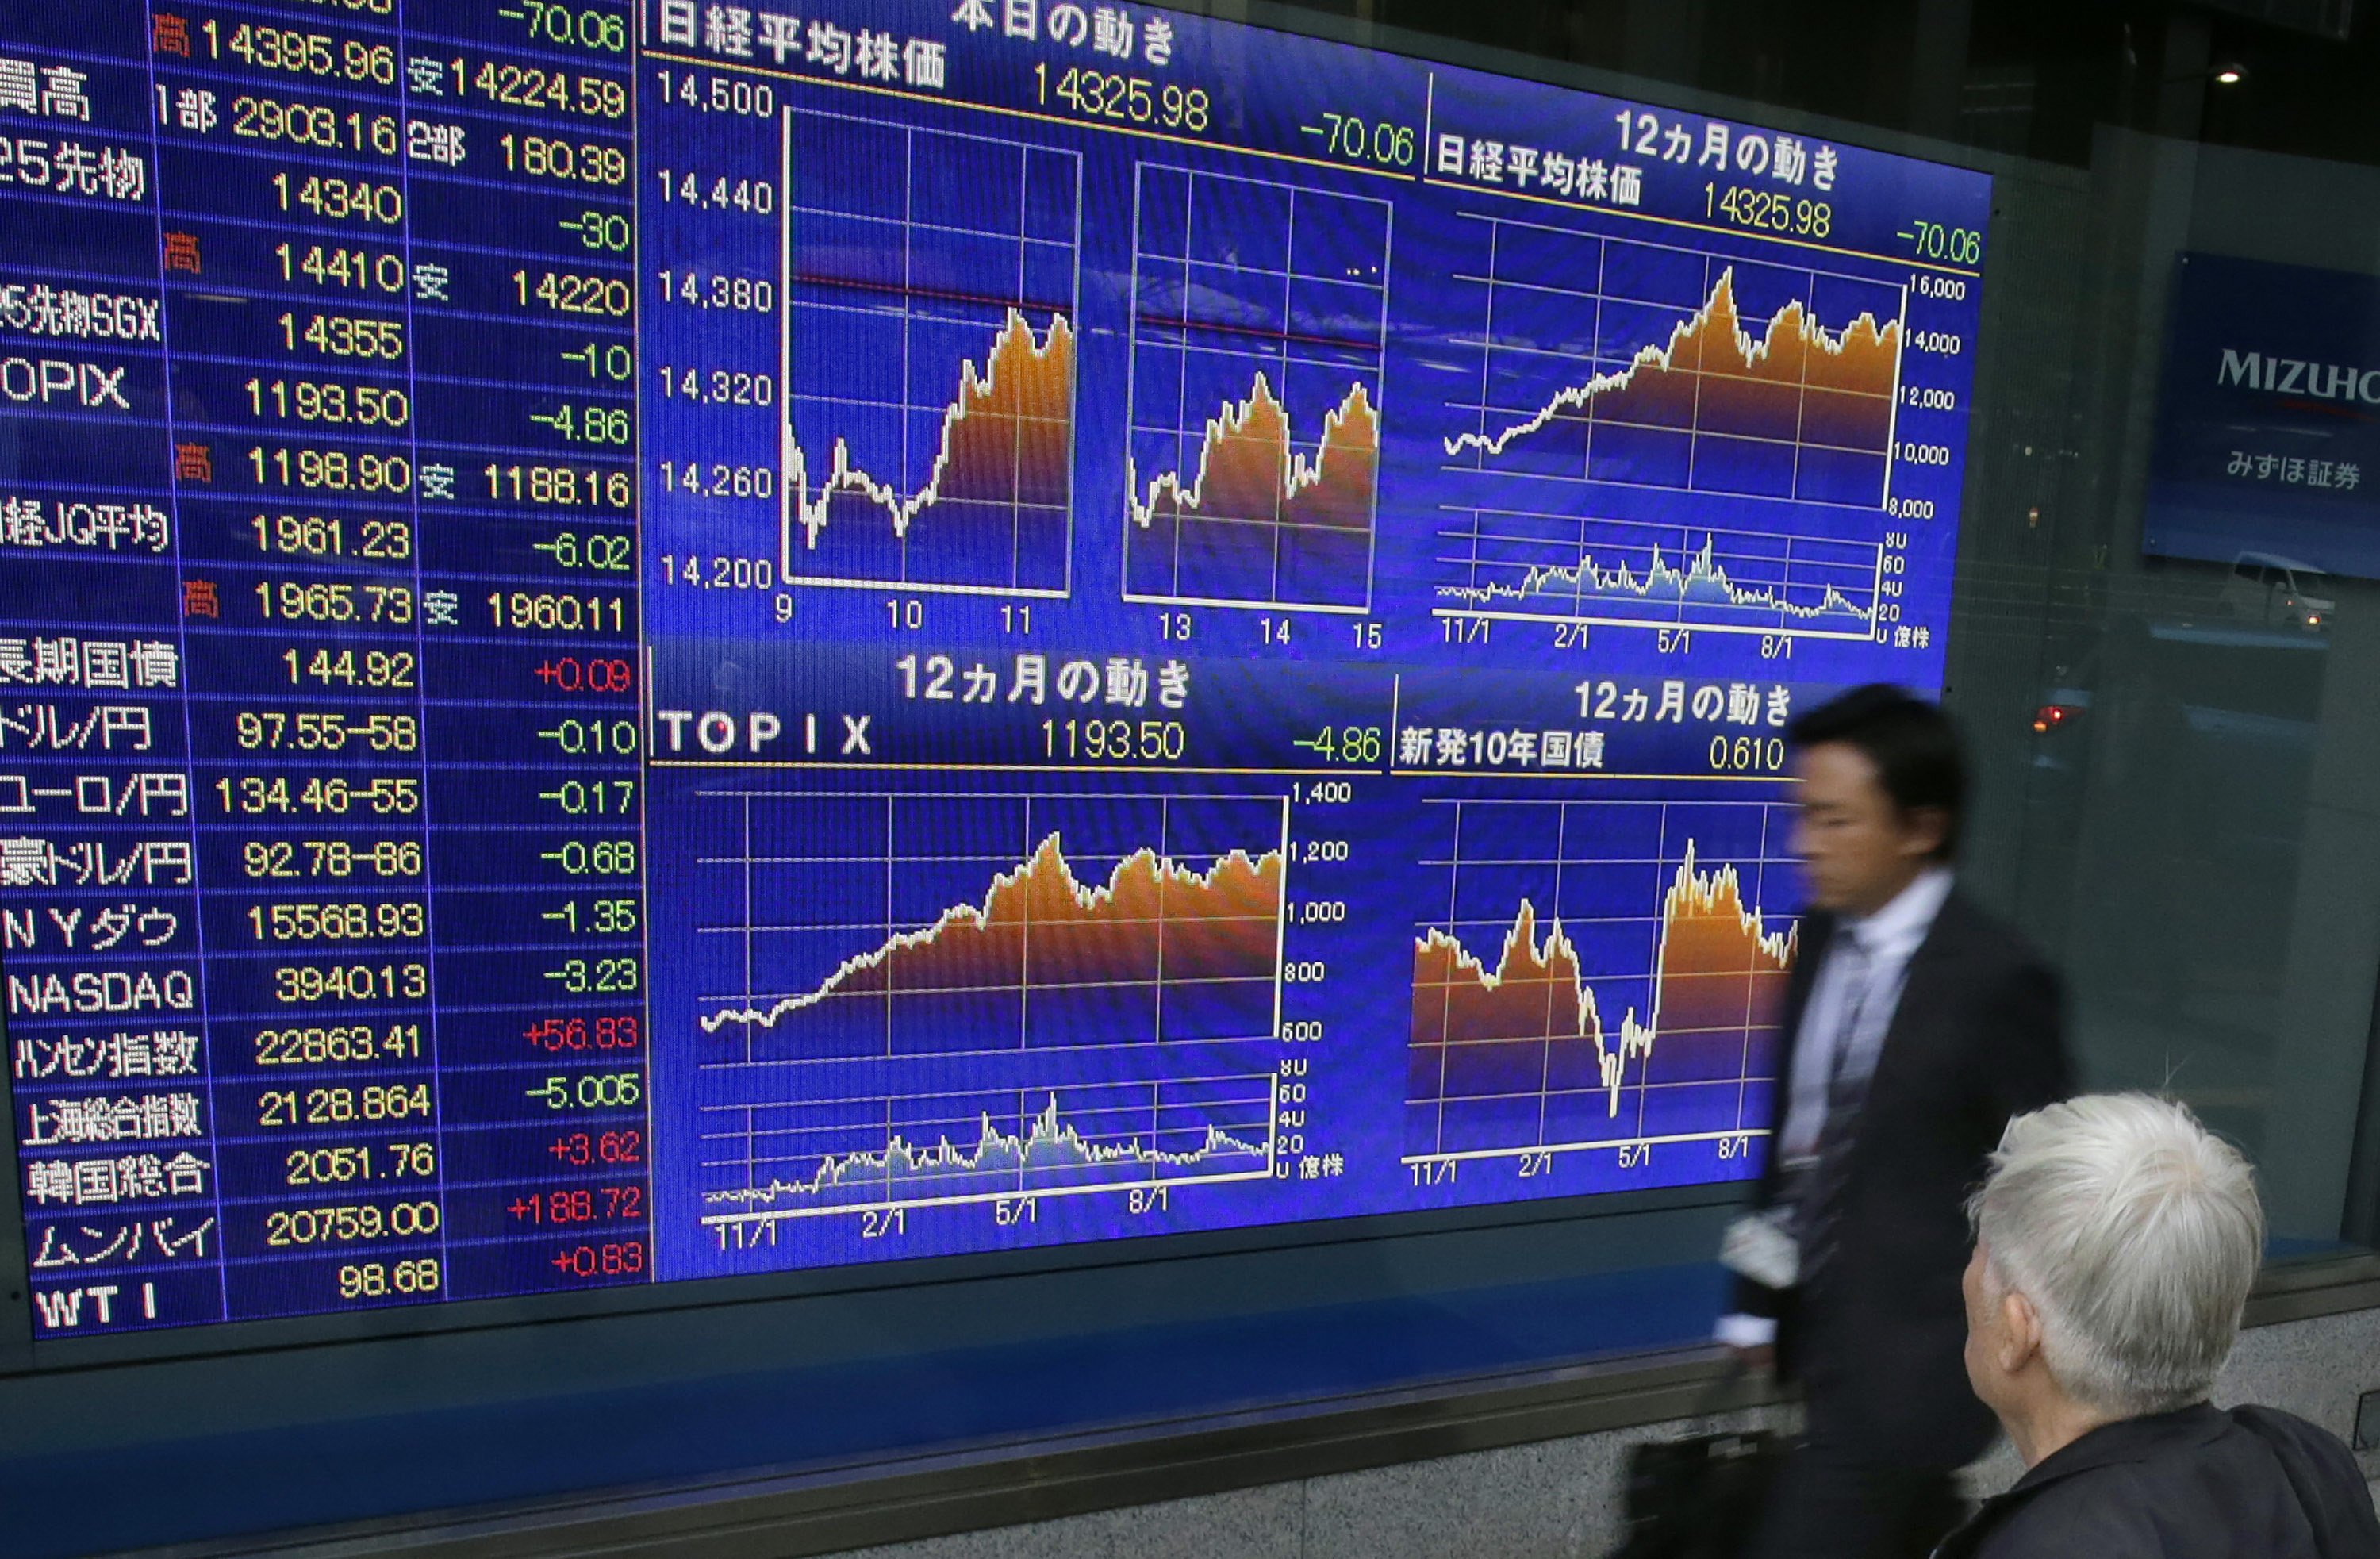 -70.06
高 14395.96 安 14224.59
買高 1部 2903.16 2部 180.39
25先物 14340 -30
高 14410 安 14220
25先物SGX 14355 -10
TOPIX 1193.50 -4.86
高 1198.90 安 1188.16
日経JQ平均 1961.23 -6.02
高 1965.73 安 1960.11
長期国債 144.92 +0.09
ドル/円 97.55-58 -0.10
ユーロ/円 134.46-55 -0.17
豪ドル/円 92.78-86 -0.68
NYダウ 15568.93 -1.35
NASDAQ 3940.13 -3.23
ハンセン指数 22863.41 +56.83
上海総合指数 2128.864 -5.005
韓国総合 2051.76 +3.62
ムンバイ 20759.00 +188.72
WTI 98.68 +0.83
本日の動き
日経平均株価 14325.98 -70.06
14,500
14,440
14,380
14,320
14,260
14,200
9 10 11 13 14 15
12ヵ月の動き
日経平均株価 14325.98 -70.06
16,000
14,000
12,000
10,000
8,000
80
60
40
20
0 億株
11/1 2/1 5/1 8/1
12ヵ月の動き
TOPIX 1193.50 -4.86
1,400
1,200
1,000
800
600
80
60
40
20
0 億株
11/1 2/1 5/1 8/1
12ヵ月の動き
新発10年国債 0.610
11/1 2/1 5/1 8/1
MIZUHO
みずほ証券